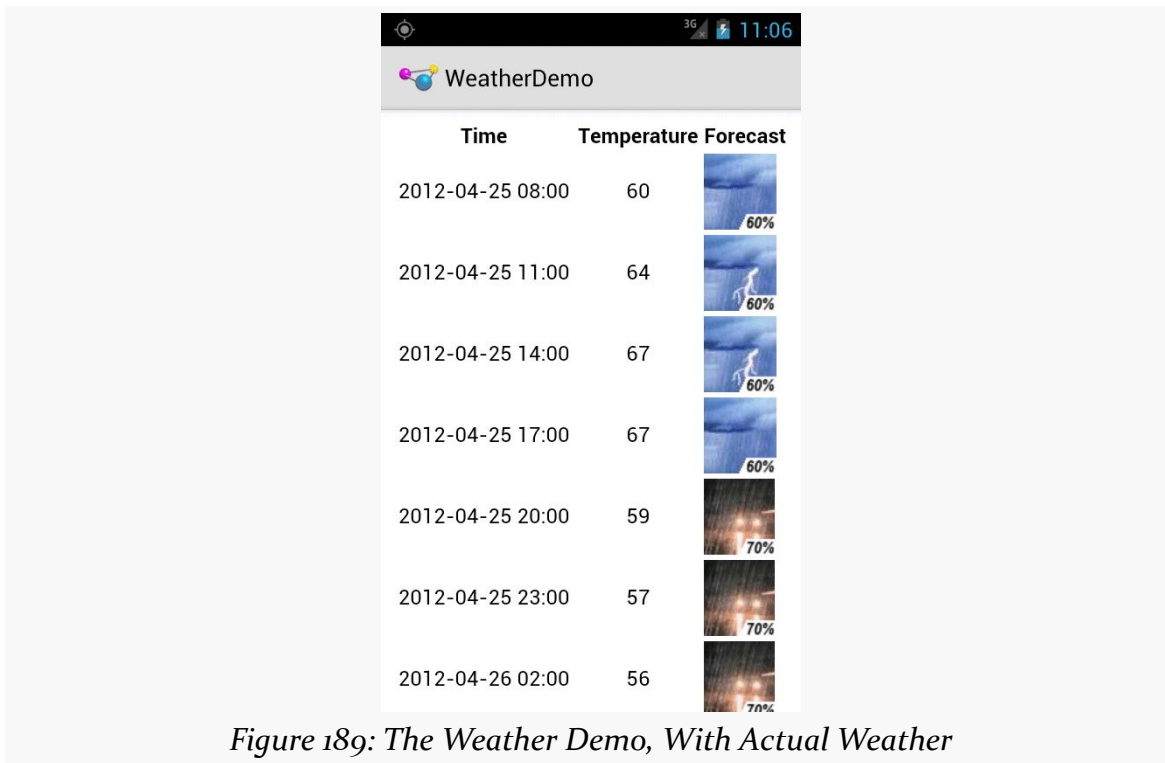 3G 11:06
WeatherDemo
Time Temperature Forecast
2012-04-25 08:00 60 60%
2012-04-25 11:00 64 60%
2012-04-25 14:00 67 60%
2012-04-25 17:00 67 60%
2012-04-25 20:00 59 70%
2012-04-25 23:00 57 70%
2012-04-26 02:00 56 70%
Figure 189: The Weather Demo, With Actual Weather